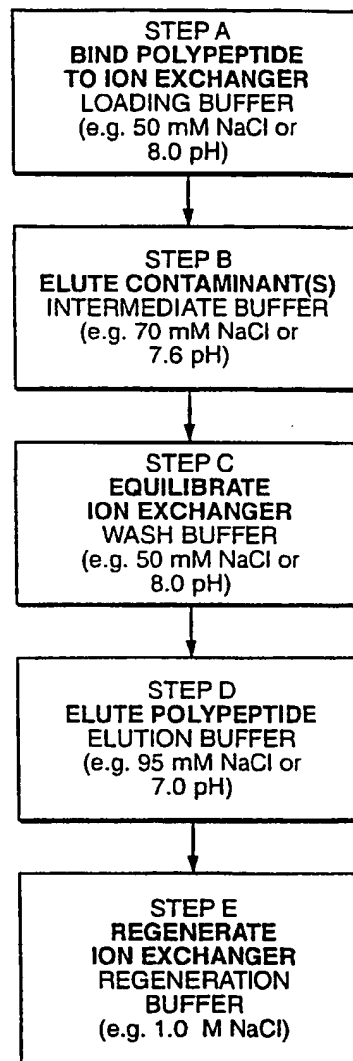 STEP A
BIND POLYPEPTIDE
TO ION EXCHANGER
LOADING BUFFER
(e.g. 50 mM NaCl or
8.0 pH)
STEP B
ELUTE CONTAMINANT(S)
INTERMEDIATE BUFFER
(e.g. 70 mM NaCl or
7.6 pH)
STEP C
EQUILIBRATE
ION EXCHANGER
WASH BUFFER
(e.g. 50 mM NaCl or
8.0 pH)
STEP D
ELUTE POLYPEPTIDE
ELUTION BUFFER
(e.g. 95 mM NaCl or
7.0 pH)
STEP E
REGENERATE
ION EXCHANGER
REGENERATION
BUFFER
(e.g. 1.0 M NaCl)